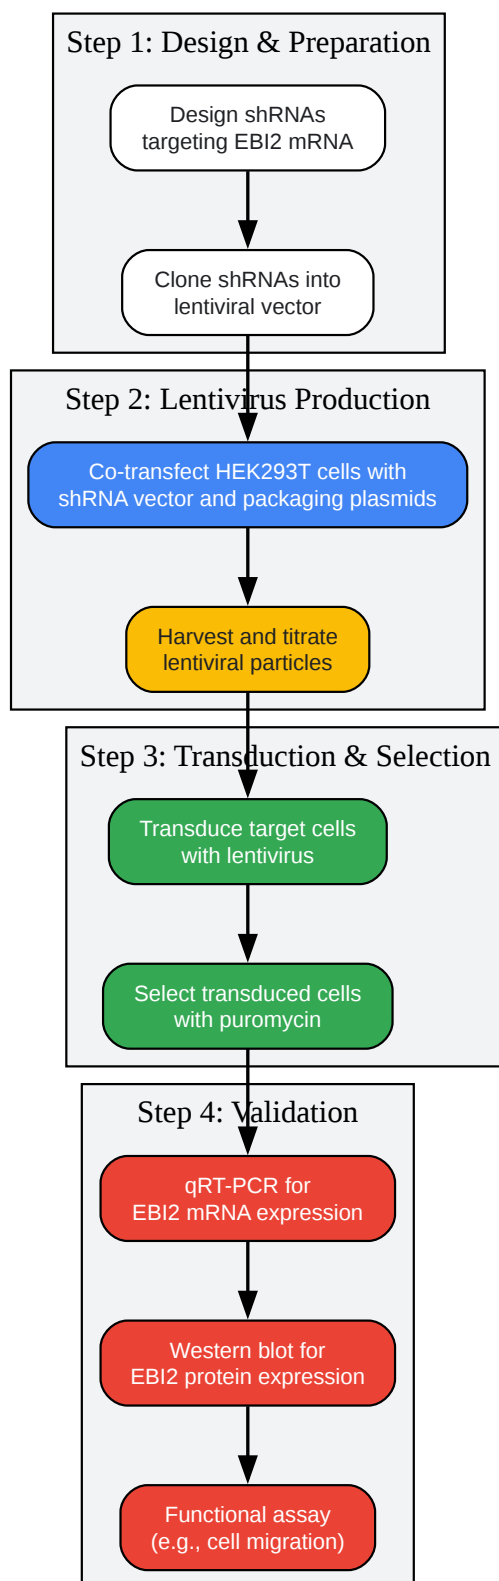 Step 1: Design & Preparation
Design shRNAs
targeting EBI2 mRNA
Clone shRNAs into
lentiviral vector
Step 2: Lentivirus Production
Co-transfect HEK293T cells with
shRNA vector and packaging plasmids
Harvest and titrate
lentiviral particles
Step 3: Transduction & Selection
Transduce target cells
with lentivirus
Select transduced cells
with puromycin
Step 4: Validation
qRT-PCR for
EBI2 mRNA expression
Western blot for
EBI2 protein expression
Functional assay
(e.g., cell migration)